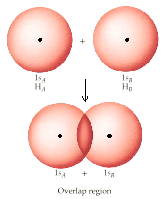 +
1s_A 1s_B
H_A H_B
1s_A + 1s_B
Overlap region